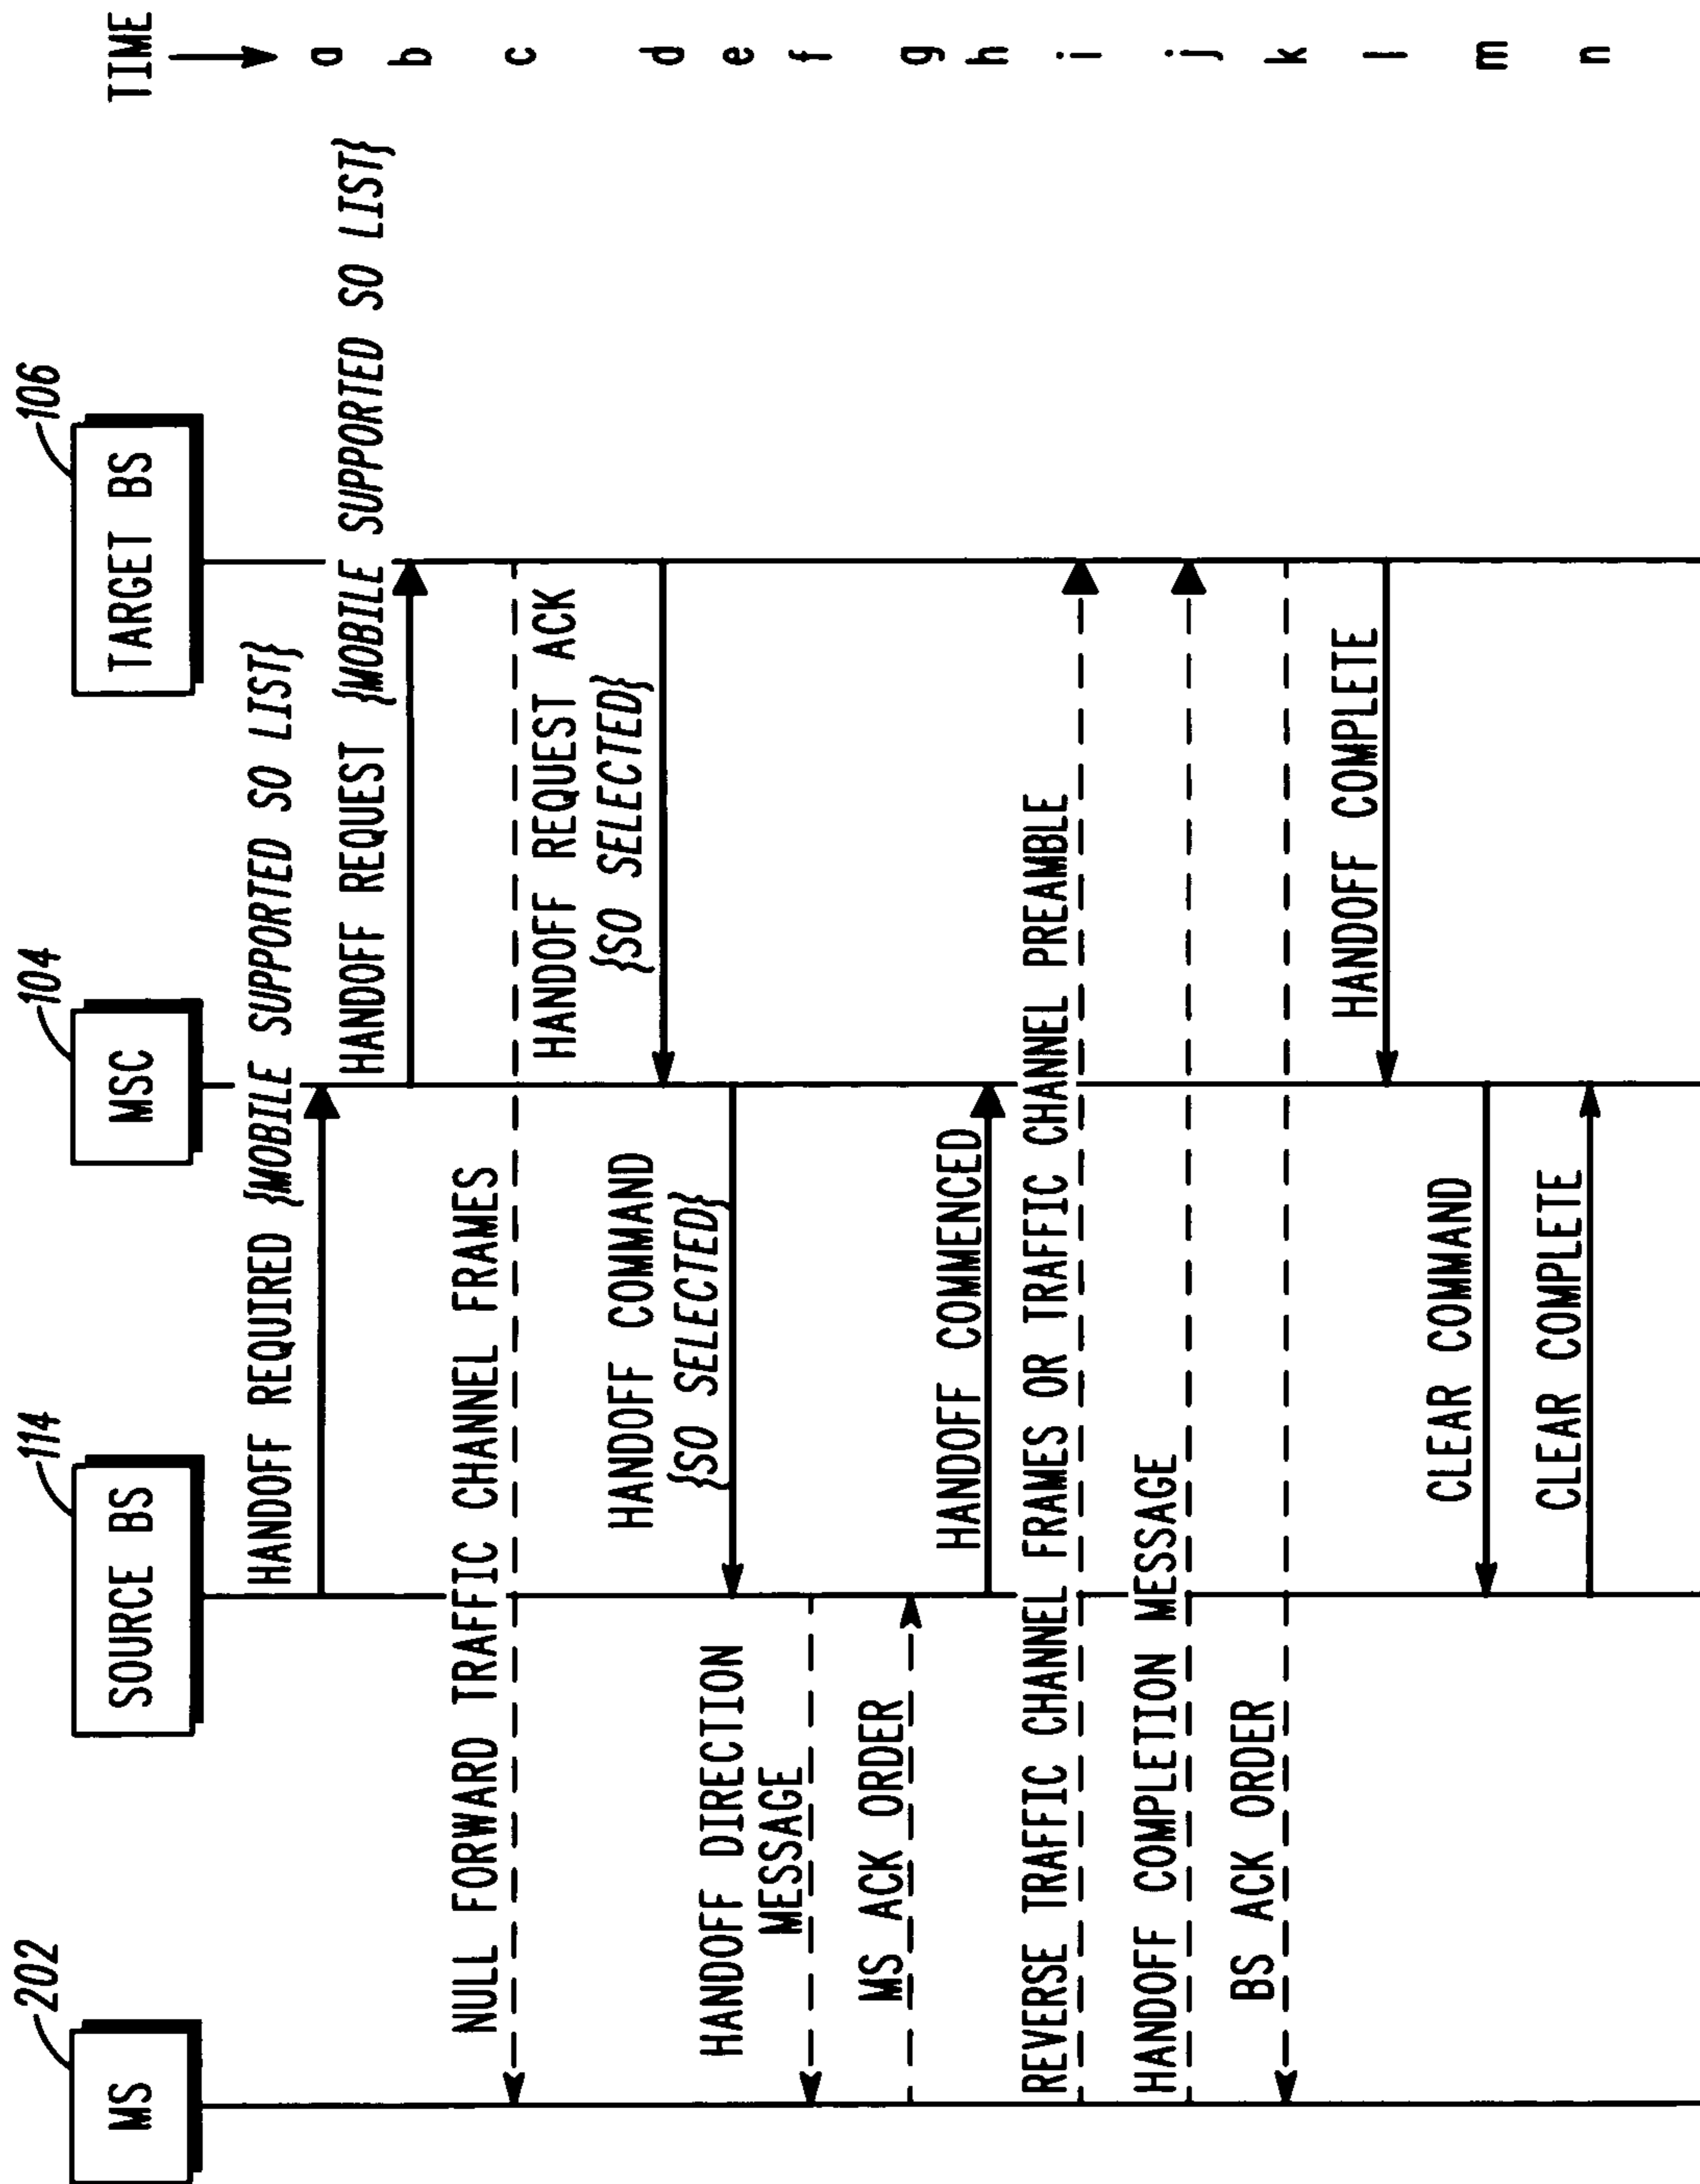 202
114
104
106
MS
SOURCE BS
MSC
TARGET BS
TIME
HANDOFF REQUIRED {MOBILE SUPPORTED SO LIST}
a
HANDOFF REQUEST {MOBILE SUPPORTED SO LIST}
b
NULL FORWARD TRAFFIC CHANNEL FRAMES
c
HANDOFF REQUEST ACK
{SO SELECTED}
d
HANDOFF COMMAND
{SO SELECTED}
e
HANDOFF DIRECTION
MESSAGE
f
MS ACK ORDER
g
HANDOFF COMMENCED
h
REVERSE TRAFFIC CHANNEL FRAMES OR TRAFFIC CHANNEL PREAMBLE
i
HANDOFF COMPLETION MESSAGE
j
BS ACK ORDER
k
HANDOFF COMPLETE
l
CLEAR COMMAND
m
CLEAR COMPLETE
n